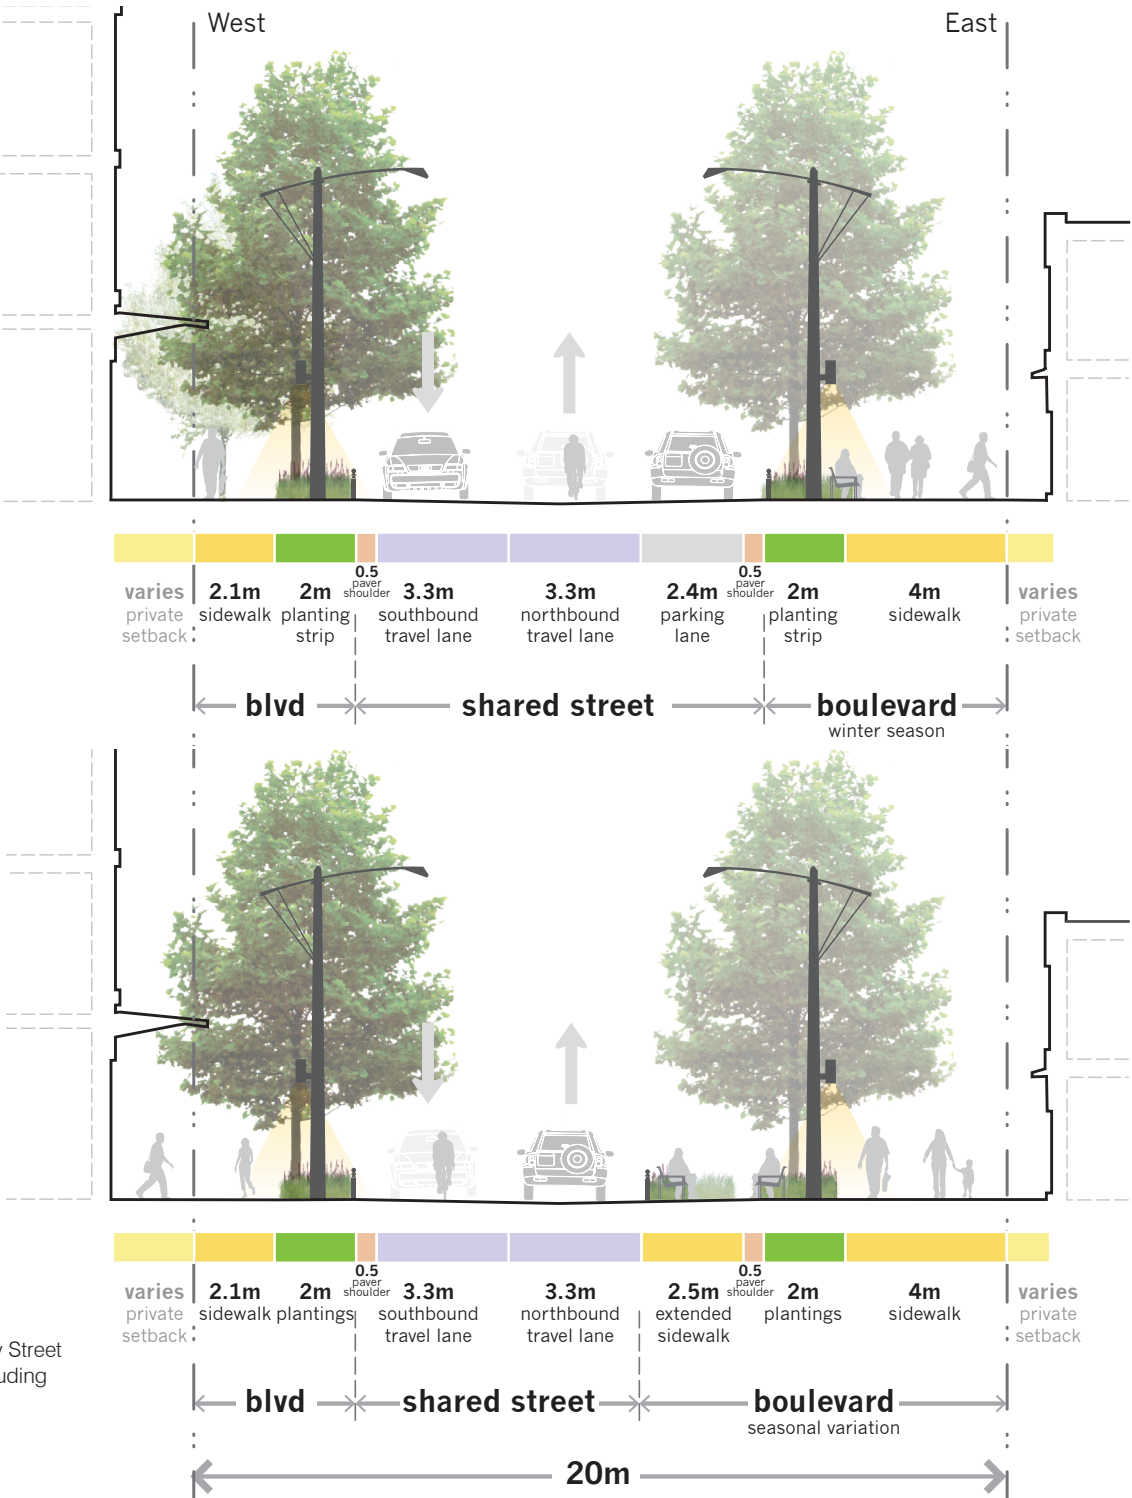 West
East
varies
private
setback
2.1m
sidewalk
2m
planting
strip
0.5
paver
shoulder
3.3m
southbound
travel lane
3.3m
northbound
travel lane
2.4m
parking
lane
0.5
paver
shoulder
2m
planting
strip
4m
sidewalk
varies
private
setback
blvd
shared street
boulevard
winter season
varies
private
setback
2.1m
sidewalk
2m
plantings
0.5
paver
shoulder
3.3m
southbound
travel lane
3.3m
northbound
travel lane
2.5m
extended
sidewalk
0.5
paver
shoulder
2m
plantings
4m
sidewalk
varies
private
setback
Street
blvd
shared street
boulevard
seasonal variation
20m